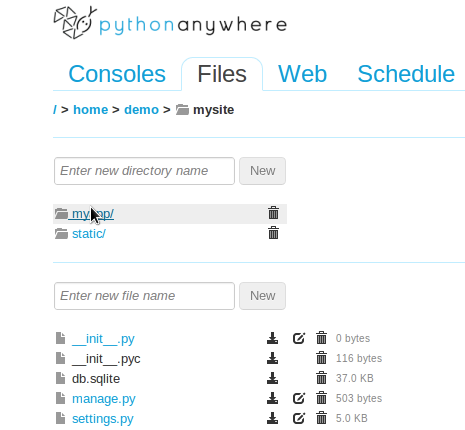 pythonanywhere
Consoles Files Web Schedule
/ > home > demo > mysite
Enter new directory name New
static/
Enter new file name New
__init__.py 0 bytes
__init__.pyc 116 bytes
db.sqlite 37.0 KB
manage.py 503 bytes
settings.py 5.0 KB